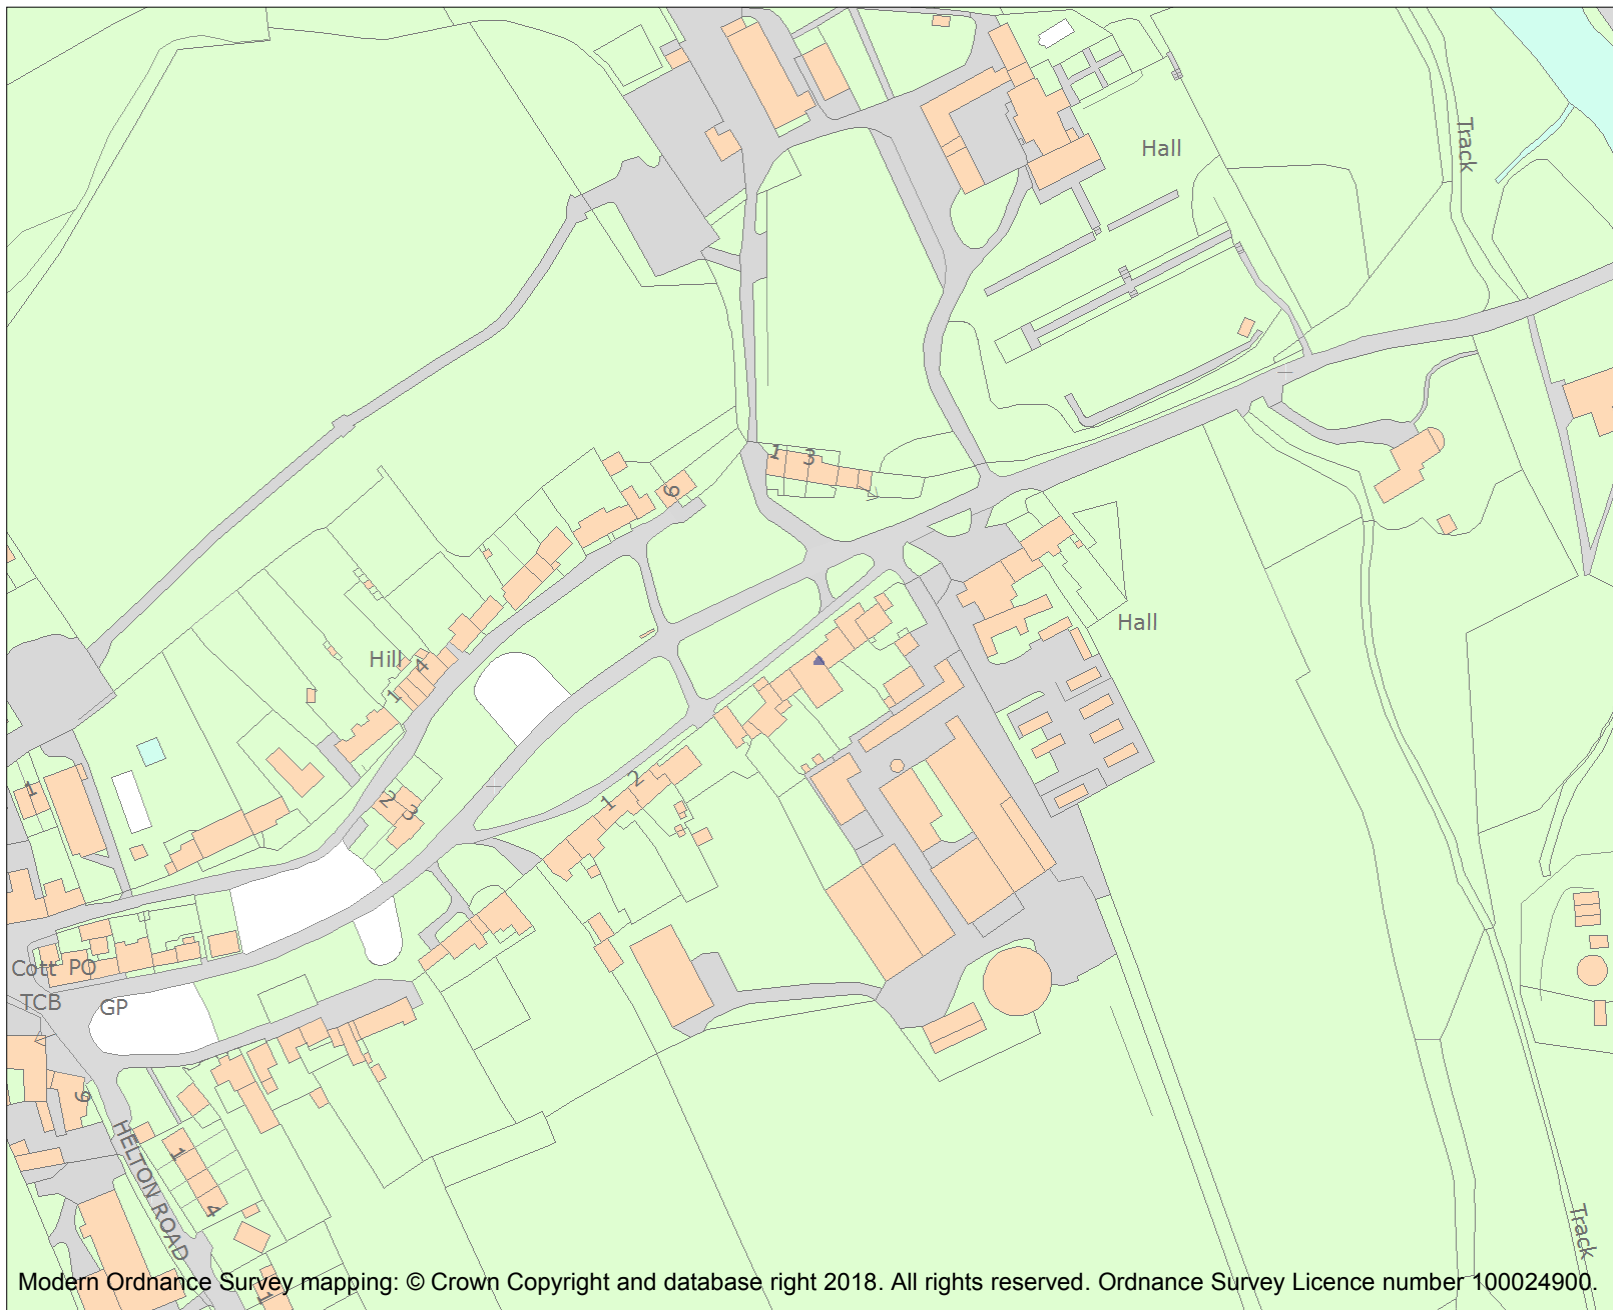 Track
Hall
1
3
6
Hall
Hill
4
1
2
2
3
1
1
Cott PO
TCB
GP
6
HELTON ROAD
1
4
Track
1
Modern Ordnance Survey mapping: © Crown Copyright and database right 2018. All rights reserved. Ordnance Survey Licence number 100024900.